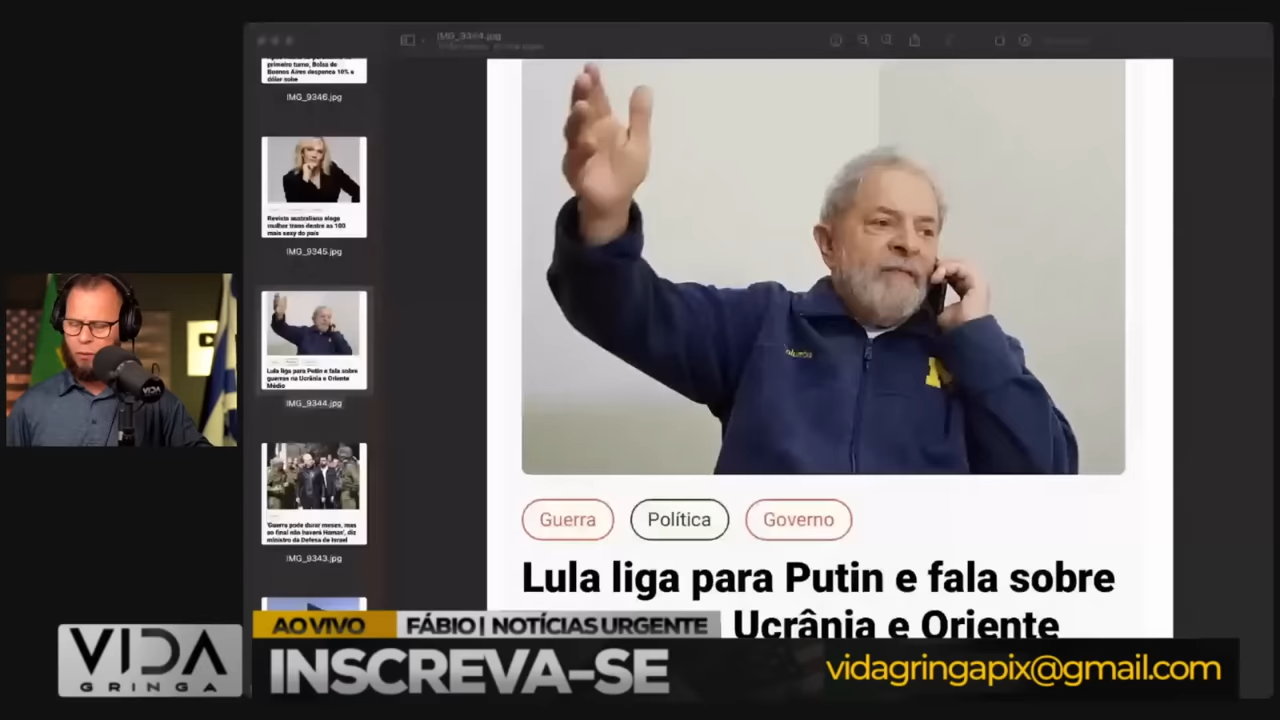 IMG_9344.jpg
primeiro turno, Bolsa de
Buenos Aires despenca 10% e
dólar sobe
IMG_9346.jpg
Revista australiana elege
mulher trans dentre as 100
mais sexy do país
IMG_9345.jpg
Lula liga para Putin e fala sobre
guerras na Ucrânia e Oriente
Médio
IMG_9344.jpg
'Guerra pode durar meses, mas
ao final não haverá Hamas', diz
ministro da Defesa de Israel
IMG_9343.jpg
Guerra
Política
Governo
Lula liga para Putin e fala sobre
Ucrânia e Oriente
VIDA
AO VIVO
FÁBIO | NOTÍCIAS URGENTE
VIDA
GRINGA
INSCREVA-SE
vidagringapix@gmail.com